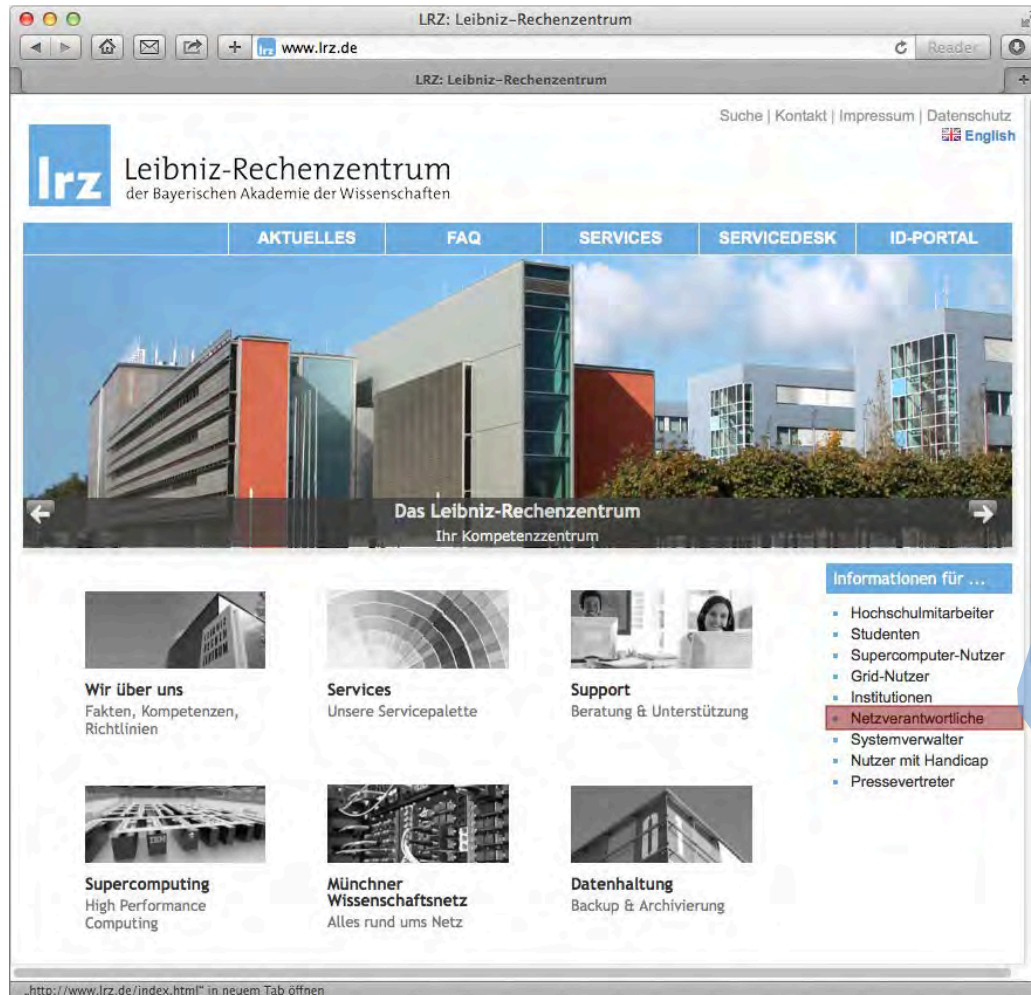 LRZ: Leibniz-Rechenzentrum
lrz www.lrz.de
Reader
LRZ: Leibniz-Rechenzentrum
Suche | Kontakt | Impressum | Datenschutz
English
lrz
Leibniz-Rechenzentrum
der Bayerischen Akademie der Wissenschaften
AKTUELLES FAQ SERVICES SERVICEDESK ID-PORTAL
Das Leibniz-Rechenzentrum
Ihr Kompetenzzentrum
Informationen für ...
Hochschulmitarbeiter
Studenten
Supercomputer-Nutzer
Grid-Nutzer
Institutionen
Netzverantwortliche
Systemverwalter
Nutzer mit Handicap
Pressevertreter
Wir über uns
Fakten, Kompetenzen,
Richtlinien
Services
Unsere Servicepalette
Support
Beratung & Unterstützung
Supercomputing
High Performance
Computing
Münchner
Wissenschaftsnetz
Alles rund ums Netz
Datenhaltung
Backup & Archivierung
„http://www.lrz.de/index.html“ in neuem Tab öffnen